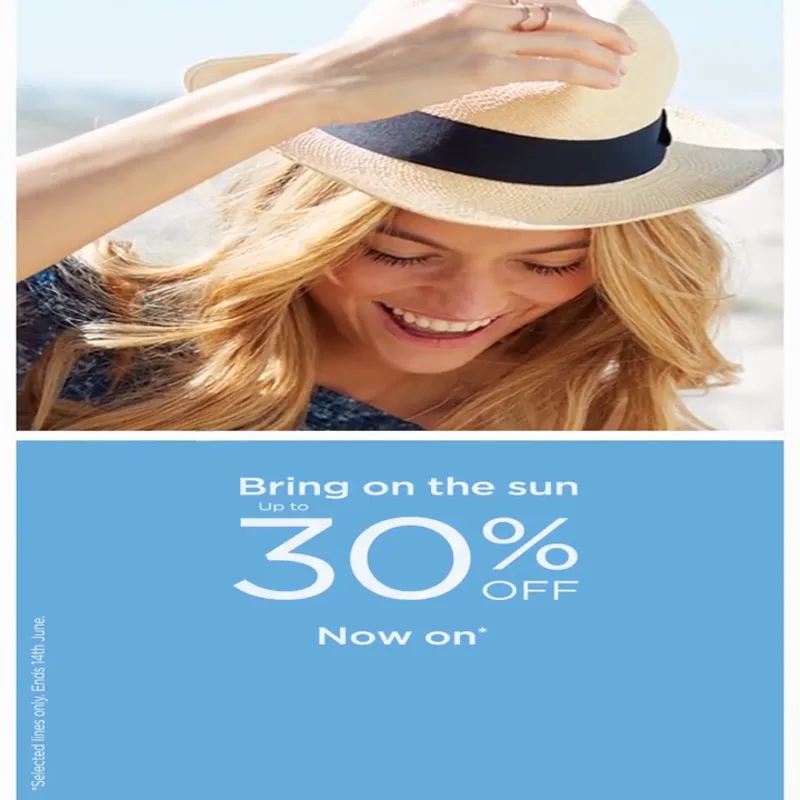 Bring on the sun
Up to
30%
OFF
Now on*
*Selected lines only. Ends 14th June.